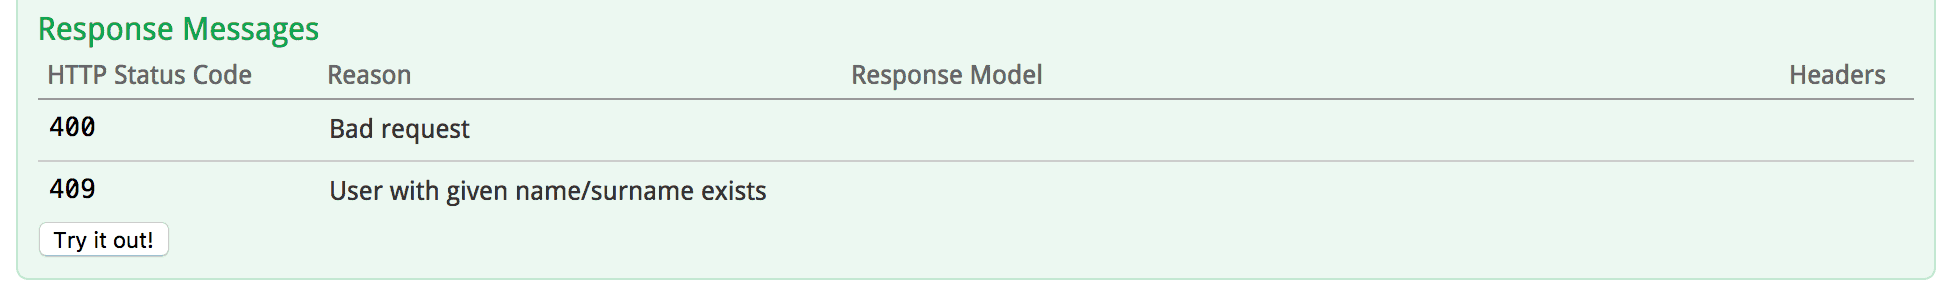 Response Messages
HTTP Status Code Reason Response Model Headers
400 Bad request
409 User with given name/surname exists
Try it out!